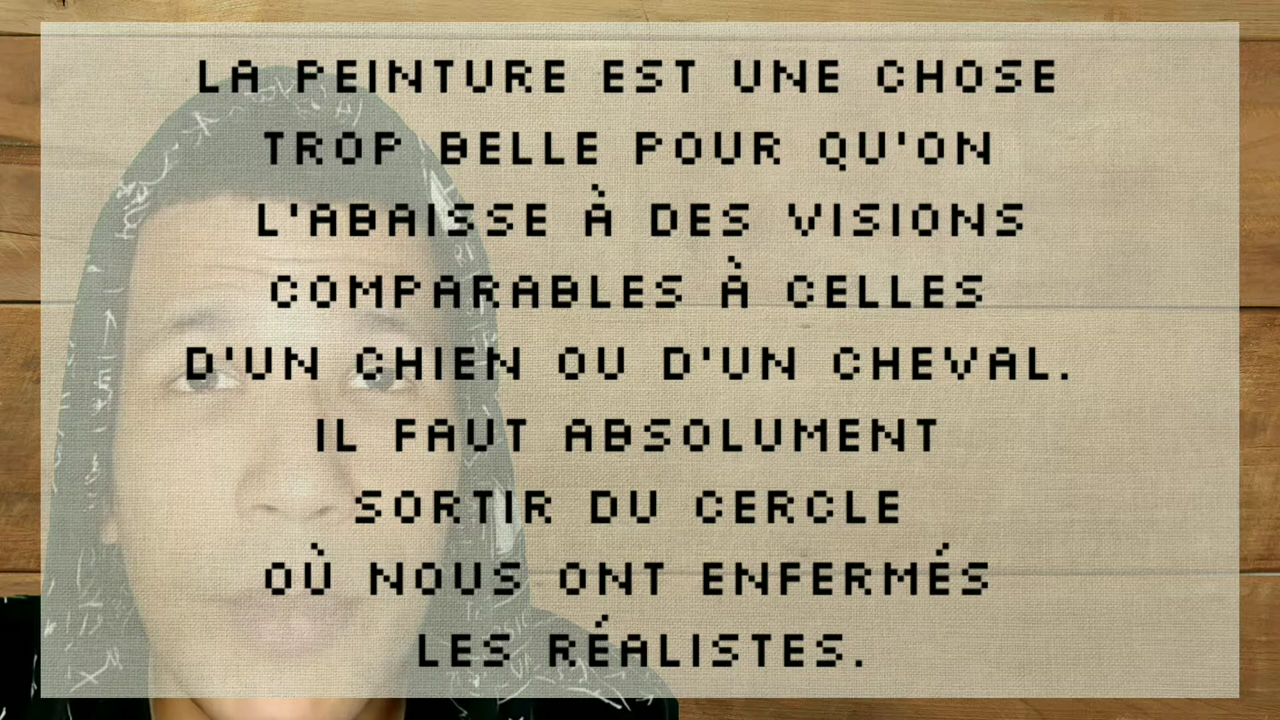 LA PEINTURE EST UNE CHOSE
TROP BELLE POUR QU'ON
L'ABAISSE À DES VISIONS
COMPARABLES À CELLES
D'UN CHIEN OU D'UN CHEVAL.
IL FAUT ABSOLUMENT
SORTIR DU CERCLE
OÙ NOUS ONT ENFERMÉS
LES RÉALISTES.